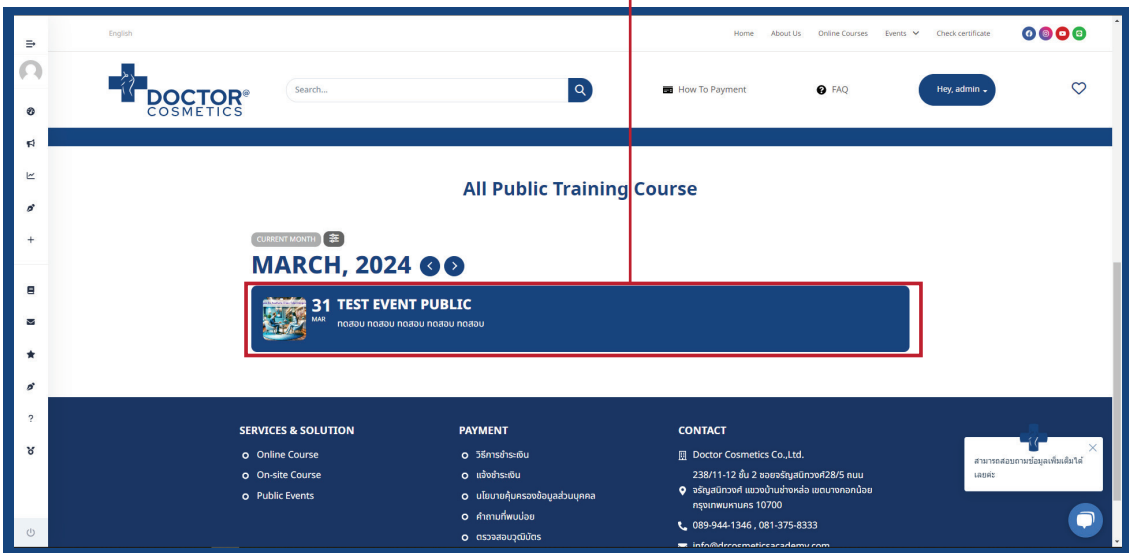 English
Home About Us Online Courses Events Check certificate
DOCTOR®
COSMETICS
Search...
How To Payment
FAQ
Hey, admin
All Public Training Course
CURRENT MONTH
MARCH, 2024
31
MAR
TEST EVENT PUBLIC
ทดสอบ ทดสอบ ทดสอบ ทดสอบ ทดสอบ
SERVICES & SOLUTION
Online Course
On-site Course
Public Events
PAYMENT
วิธีการชำระเงิน
แจ้งชำระเงิน
นโยบายคุ้มครองข้อมูลส่วนบุคคล
คำถามที่พบบ่อย
ตรวจสอบวุฒิบัตร
CONTACT
Doctor Cosmetics Co.,Ltd.
238/11-12 ชั้น 2 ซอยจรัญสนิทวงศ์28/5 ถนน
จรัญสนิทวงศ์ แขวงบ้านช่างหล่อ เขตบางกอกน้อย
กรุงเทพมหานคร 10700
089-944-1346 , 081-375-8333
info@drcosmeticsacademy.com
สามารถสอบถามข้อมูลเพิ่มเติมได้
เลยค่ะ